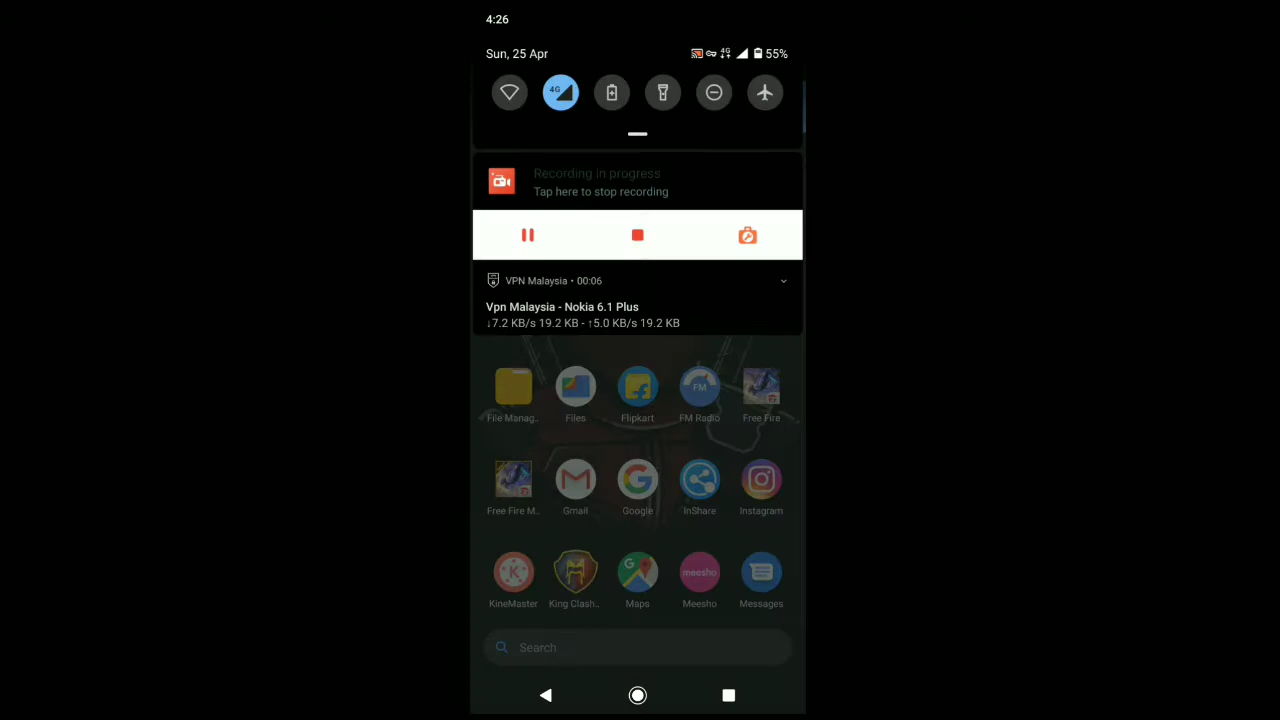 4:26
Sun, 25 Apr
4G
55%
4G
Recording in progress
Tap here to stop recording
VPN Malaysia • 00:06
Vpn Malaysia - Nokia 6.1 Plus
↓7.2 KB/s 19.2 KB - ↑5.0 KB/s 19.2 KB
FM
File Manag..
Files
Flipkart
FM Radio
Free Fire
Free Fire M..
Gmail
Google
InShare
Instagram
meesho
KineMaster
King Clash..
Maps
Meesho
Messages
Search